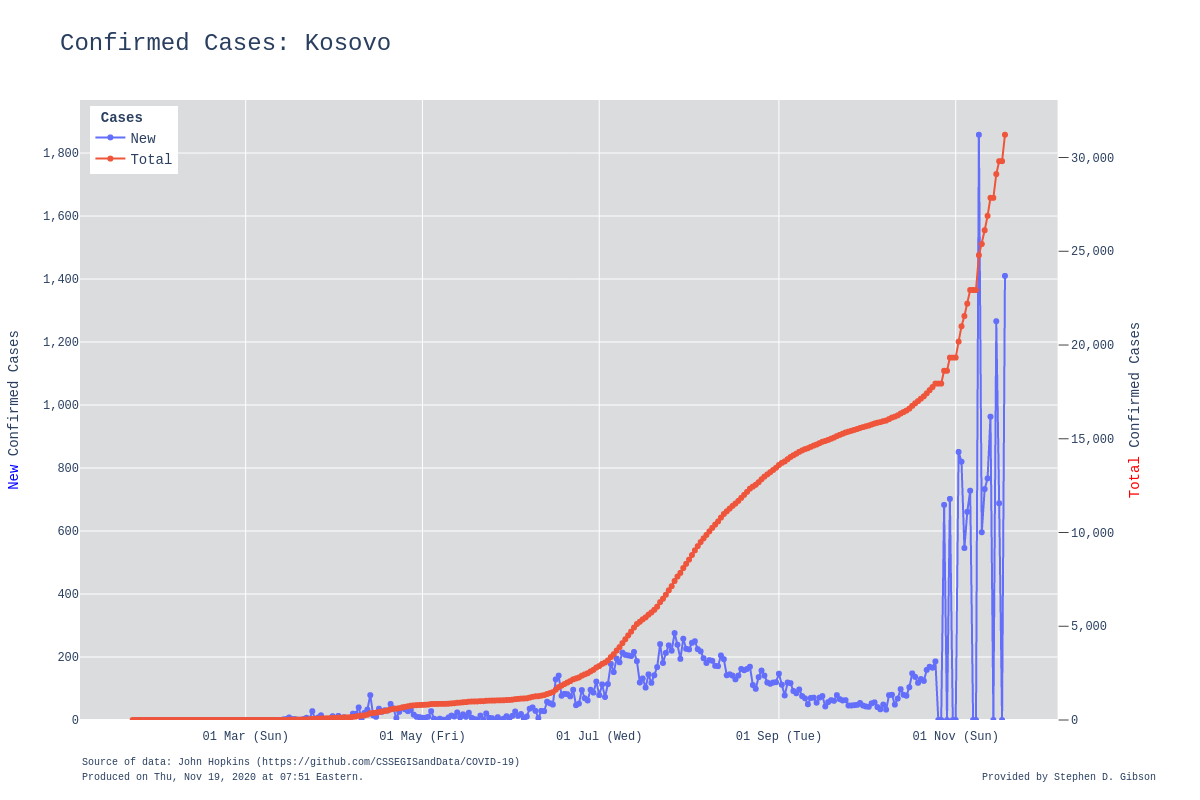 Confirmed Cases: Kosovo
Cases
New
Total
1,800
1,600
1,400
1,200
1,000
800
600
400
200
0
30,000
25,000
20,000
15,000
10,000
5,000
0
New Confirmed Cases
Total Confirmed Cases
01 Mar (Sun)
01 May (Fri)
01 Jul (Wed)
01 Sep (Tue)
01 Nov (Sun)
Source of data: John Hopkins (https://github.com/CSSEGISandData/COVID-19)
Produced on Thu, Nov 19, 2020 at 07:51 Eastern.
Provided by Stephen D. Gibson